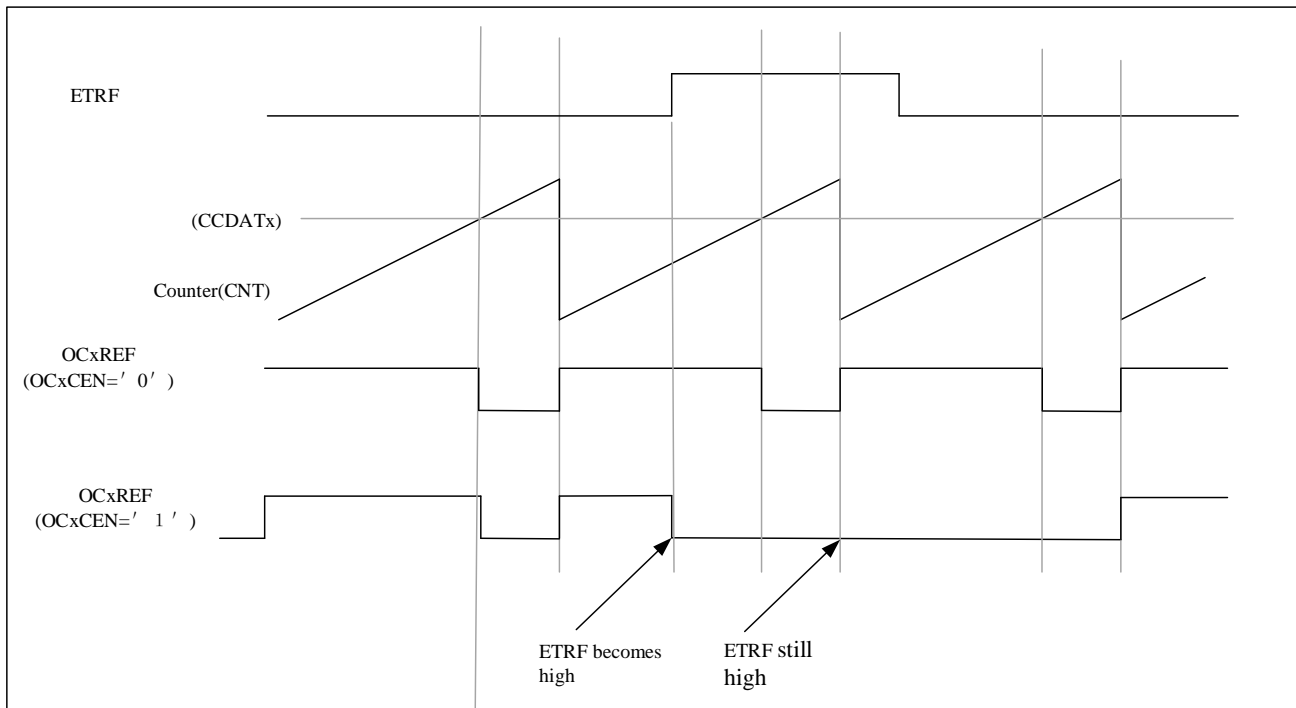 ETRF
(CCDATx)
Counter(CNT)
OCxREF
(OCxCEN=′ 0′ )
OCxREF
(OCxCEN=′ 1′ )
ETRF becomes
high
ETRF still
high